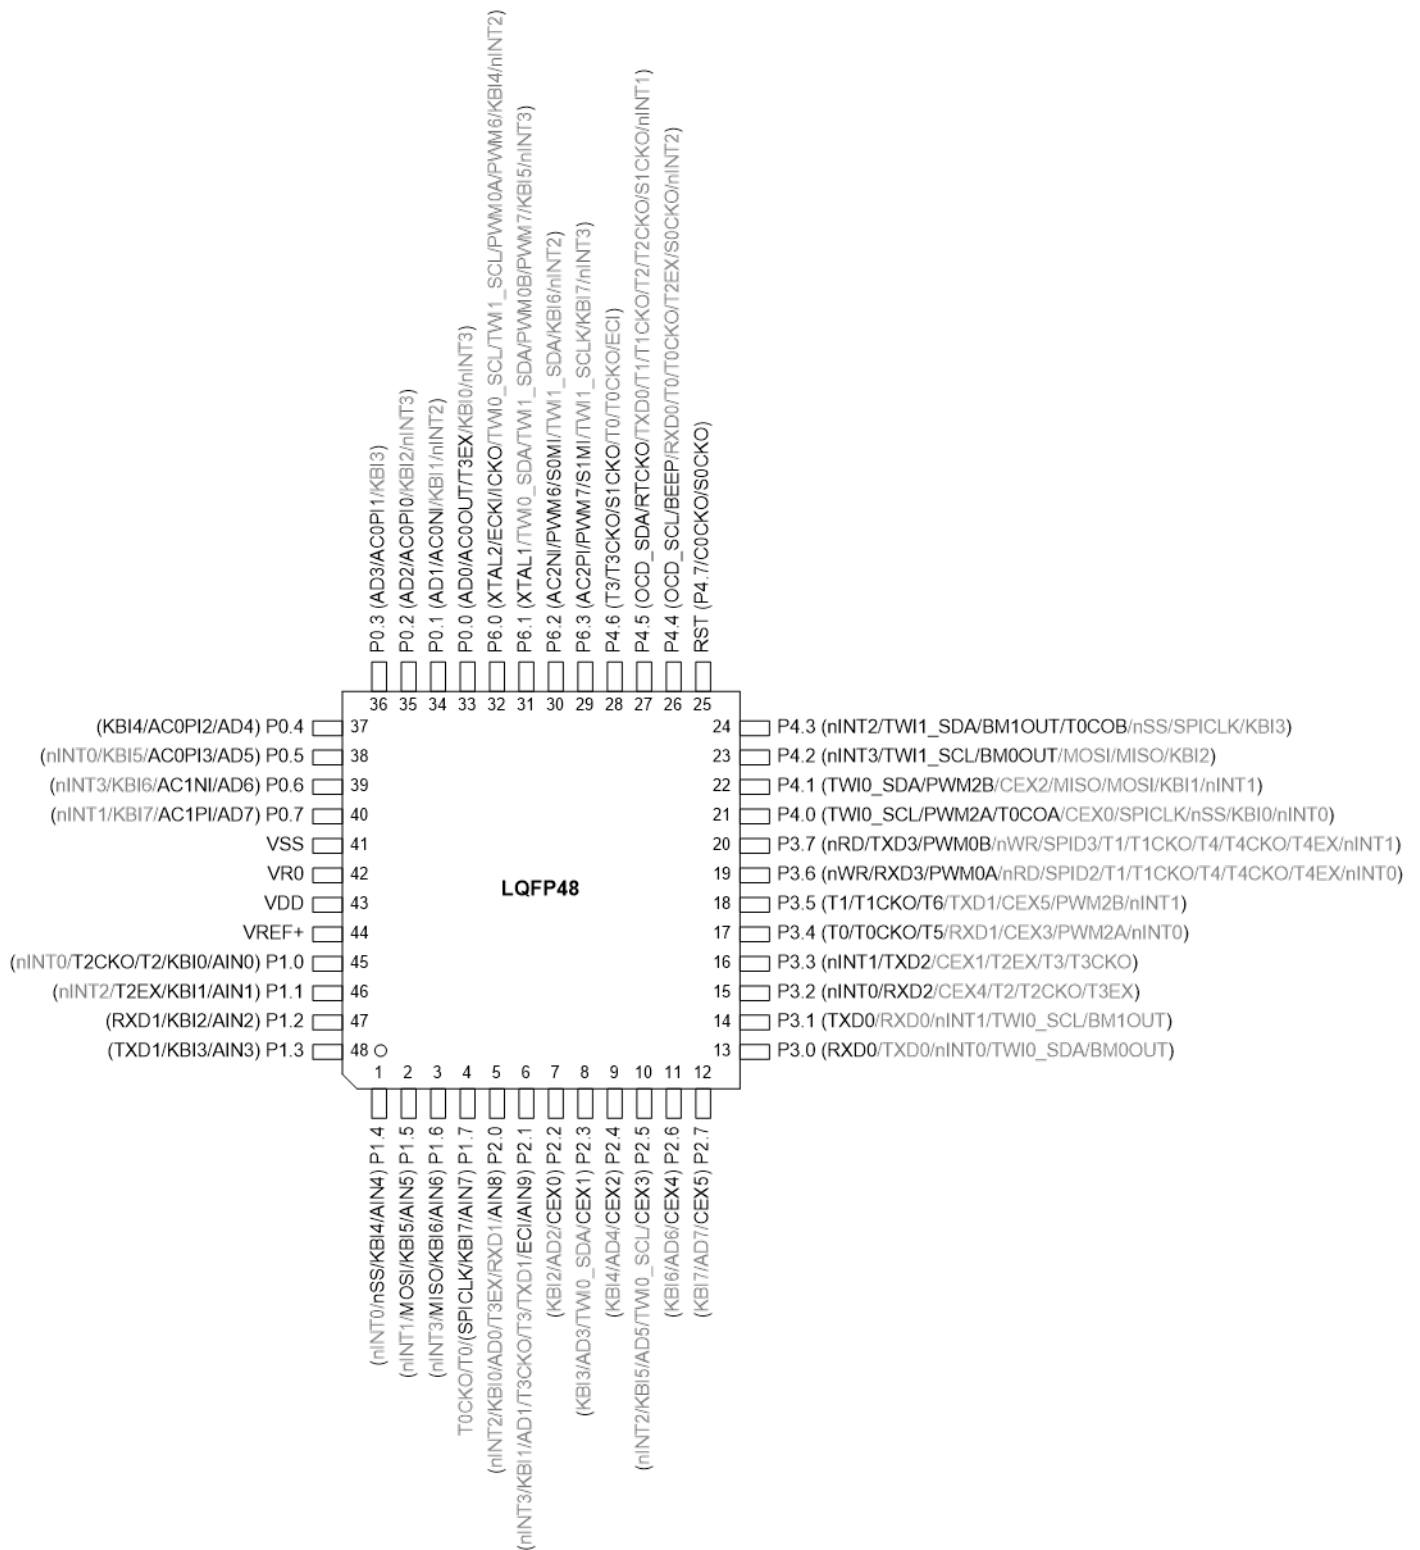 P0.3 (AD3/AC0PI1/KBI3)
P0.2 (AD2/AC0PI0/KBI2/nINT3)
P0.1 (AD1/AC0NI/KBI1/nINT2)
P0.0 (AD0/AC0OUT/T3EX/KBI0/nINT3)
P6.0 (XTAL2/ECKI/ICKO/TWI0_SCL/TWI1_SCL/PWM0A/PWM6/KBI4/nINT2)
P6.1 (XTAL1/TWI0_SDA/TWI1_SDA/PWM0B/PWM7/KBI5/nINT3)
P6.2 (AC2NI/PWM6/S0MI/TWI1_SDA/KBI6/nINT2)
P6.3 (AC2PI/PWM7/S1MI/TWI1_SCLK/KBI7/nINT3)
P4.6 (T3/T3CKO/S1CKO/T0/T0CKO/ECI)
P4.5 (OCD_SDA/RTCKO/TXD0/T1/T1CKO/T2/T2CKO/S1CKO/nINT1)
P4.4 (OCD_SCL/BEEP/RXD0/T0/T0CKO/T2EX/S0CKO/nINT2)
RST (P4.7/C0CKO/S0CKO)
36 35 34 33 32 31 30 29 28 27 26 25
(KBI4/AC0PI2/AD4) P0.4 37
24 P4.3 (nINT2/TWI1_SDA/BM1OUT/T0COB/nSS/SPICLK/KBI3)
(nINT0/KBI5/AC0PI3/AD5) P0.5 38
23 P4.2 (nINT3/TWI1_SCL/BM0OUT/MOSI/MISO/KBI2)
(nINT3/KBI6/AC1NI/AD6) P0.6 39
22 P4.1 (TWI0_SDA/PWM2B/CEX2/MISO/MOSI/KBI1/nINT1)
(nINT1/KBI7/AC1PI/AD7) P0.7 40
21 P4.0 (TWI0_SCL/PWM2A/T0COA/CEX0/SPICLK/nSS/KBI0/nINT0)
VSS 41
20 P3.7 (nRD/TXD3/PWM0B/nWR/SPID3/T1/T1CKO/T4/T4CKO/T4EX/nINT1)
VR0 42
LQFP48
19 P3.6 (nWR/RXD3/PWM0A/nRD/SPID2/T1/T1CKO/T4/T4CKO/T4EX/nINT0)
VDD 43
18 P3.5 (T1/T1CKO/T6/TXD1/CEX5/PWM2B/nINT1)
VREF+ 44
17 P3.4 (T0/T0CKO/T5/RXD1/CEX3/PWM2A/nINT0)
(nINT0/T2CKO/T2/KBI0/AIN0) P1.0 45
16 P3.3 (nINT1/TXD2/CEX1/T2EX/T3/T3CKO)
(nINT2/T2EX/KBI1/AIN1) P1.1 46
15 P3.2 (nINT0/RXD2/CEX4/T2/T2CKO/T3EX)
(RXD1/KBI2/AIN2) P1.2 47
14 P3.1 (TXD0/RXD0/nINT1/TWI0_SCL/BM1OUT)
(TXD1/KBI3/AIN3) P1.3 48
13 P3.0 (RXD0/TXD0/nINT0/TWI0_SDA/BM0OUT)
1 2 3 4 5 6 7 8 9 10 11 12
(nINT0/nSS/KBI4/AIN4) P1.4
(nINT1/MOSI/KBI5/AIN5) P1.5
(nINT3/MISO/KBI6/AIN6) P1.6
T0CKO/T0/(SPICLK/KBI7/AIN7) P1.7
(nINT2/KBI0/AD0/T3EX/RXD1/AIN8) P2.0
(nINT3/KBI1/AD1/T3CKO/T3/TXD1/ECI/AIN9) P2.1
(KBI2/AD2/CEX0) P2.2
(KBI3/AD3/TWI0_SDA/CEX1) P2.3
(KBI4/AD4/CEX2) P2.4
(nINT2/KBI5/AD5/TWI0_SCL/CEX3) P2.5
(KBI6/AD6/CEX4) P2.6
(KBI7/AD7/CEX5) P2.7